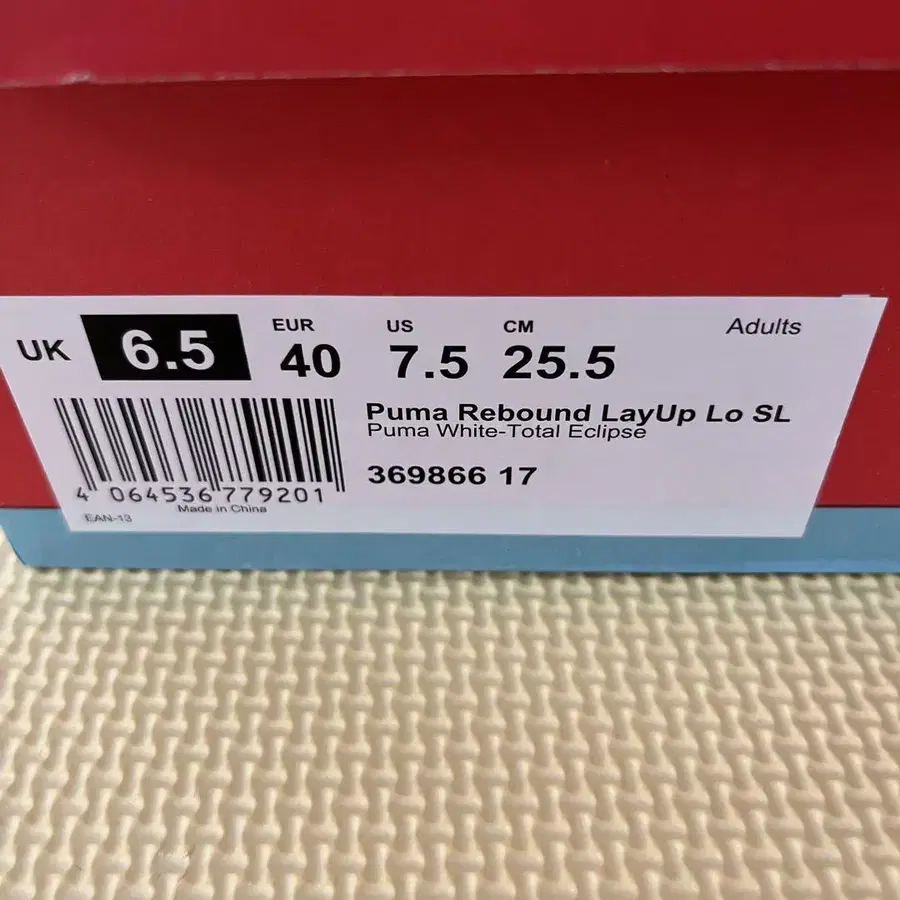 UK 6.5 EUR 40 US 7.5 CM 25.5 Adults
Puma Rebound LayUp Lo SL
Puma White-Total Eclipse
369866 17
4 064536 779201
Made in China
EAN-13